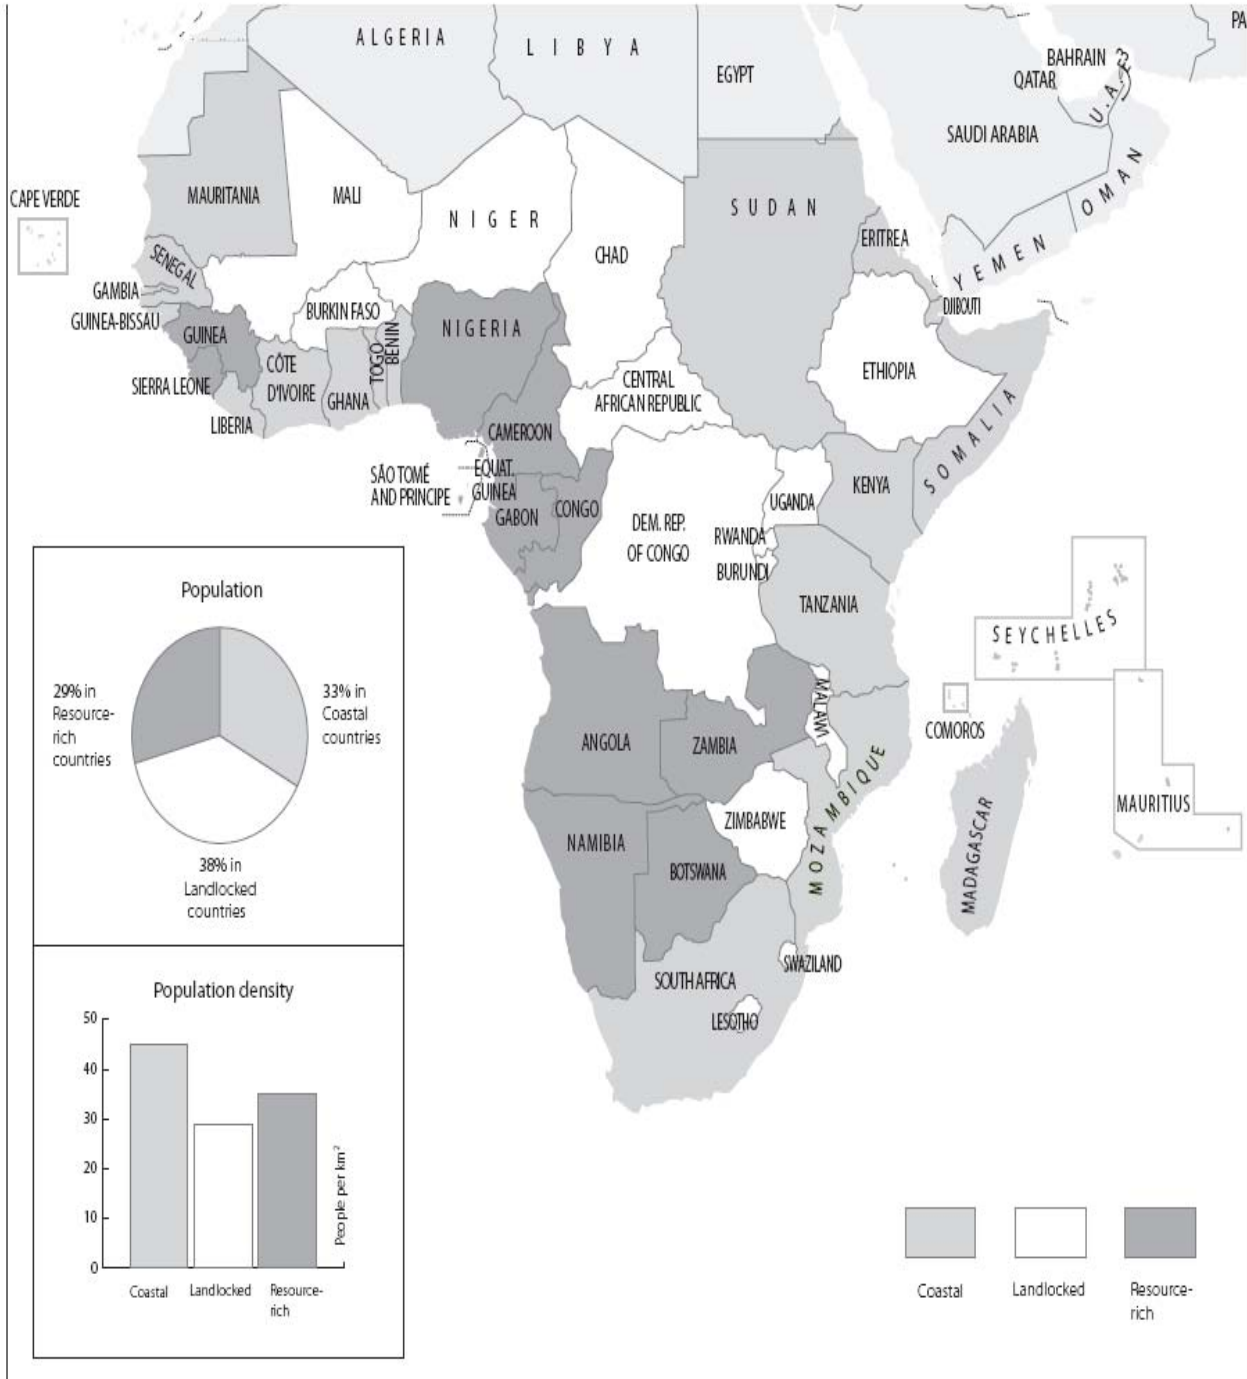 ALGERIA
LIBYA
EGYPT
BAHRAIN
QATAR
U.A.E
PA
SAUDI ARABIA
OMAN
YEMEN
CAPE VERDE
MAURITANIA
MALI
NIGER
CHAD
SUDAN
ERITREA
DJIBOUTI
SENEGAL
GAMBIA
GUINEA-BISSAU
GUINEA
SIERRA LEONE
LIBERIA
CÔTE
D'IVOIRE
BURKIN FASO
GHANA
TOGO
BENIN
NIGERIA
CENTRAL
AFRICAN REPUBLIC
ETHIOPIA
SOMALIA
CAMEROON
SÃO TOMÉ
AND PRINCIPE
EQUAT.
GUINEA
GABON
CONGO
DEM. REP.
OF CONGO
UGANDA
KENYA
RWANDA
BURUNDI
TANZANIA
SEYCHELLES
COMOROS
MAURITIUS
MADAGASCAR
MALAWI
ANGOLA
ZAMBIA
MOZAMBIQUE
ZIMBABWE
NAMIBIA
BOTSWANA
SWAZILAND
SOUTH AFRICA
LESOTHO
Population
29% in
Resource-
rich
countries
33% in
Coastal
countries
38% in
Landlocked
countries
Population density
50
40
30
20
10
0
People per km²
Coastal
Landlocked
Resource-
rich
Coastal
Landlocked
Resource-
rich